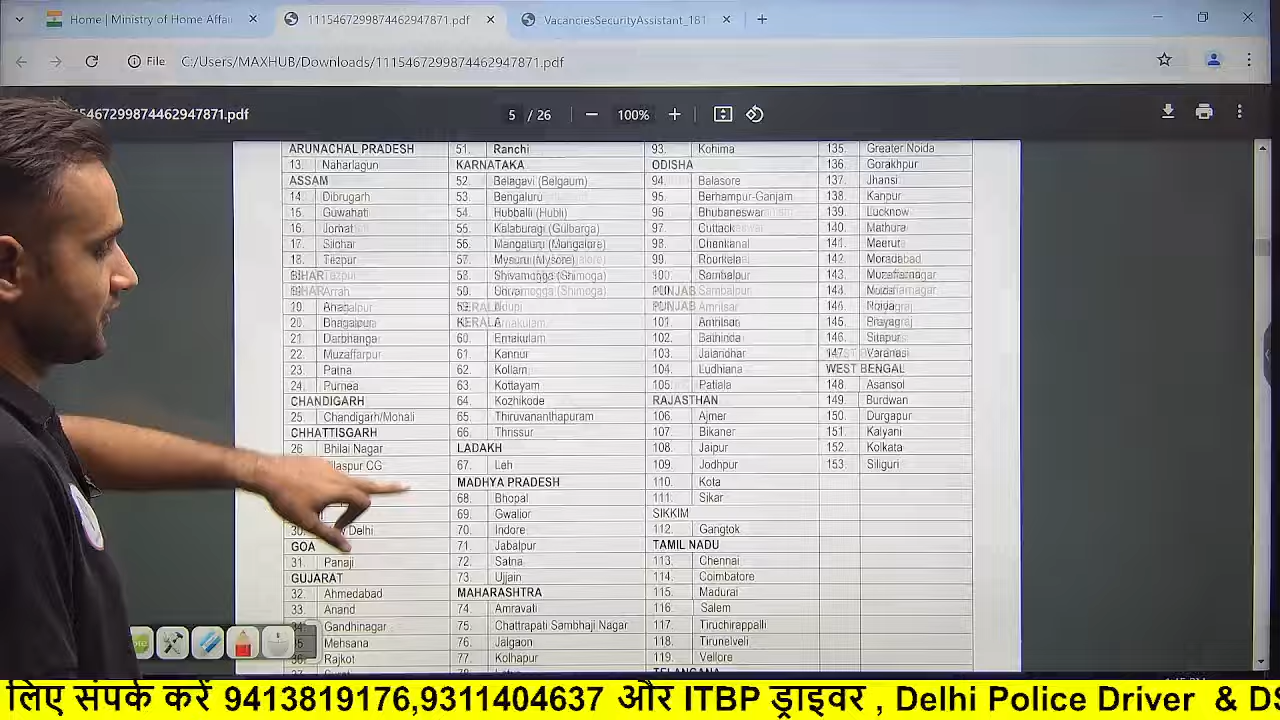 Home | Ministry of Home Affai
1115467299874462947871.pdf
VacanciesSecurityAssistant_181
File C:/Users/MAXHUB/Downloads/1115467299874462947871.pdf
5467299874462947871.pdf
5 / 26
100%
ARUNACHAL PRADESH
13. Naharlagun
ASSAM
14. Dibrugarh
15. Guwahati
16. Jorhat
17. Silchar
18. Tezpur
BIHAR
Arrah
20. Bhagalpur
21. Darbhanga
22. Muzaffarpur
23. Patna
24. Purnea
CHANDIGARH
25. Chandigarh/Mohali
CHHATTISGARH
26 Bhilai Nagar
ilaspur CG
30. Delhi
GOA
31. Panaji
GUJARAT
32. Ahmedabad
33. Anand
Gandhinagar
Mehsana
36. Rajkot
51. Ranchi
KARNATAKA
52. Belagavi (Belgaum)
53. Bengaluru
54. Hubballi (Hubli)
55. Kalaburagi (Gulbarga)
56. Mangaluru (Mangalore)
57. Mysuru (Mysore)
58. Shivamogga (Shimoga)
Udupi
KERALA
60. Ernakulam
61 Kannur
62. Kollam
63. Kottayam
64. Kozhikode
65. Thiruvananthapuram
66. Thrissur
LADAKH
67. Leh
MADHYA PRADESH
68. Bhopal
69. Gwalior
70. Indore
71. Jabalpur
72. Satna
73. Ujjain
MAHARASHTRA
74. Amravati
75. Chattrapati Sambhaji Nagar
76. Jalgaon
77. Kolhapur
93. Kohima
ODISHA
94. Balasore
95. Berhampur-Ganjam
96 Bhubaneswar
97. Cuttack
98. Dhenkanal
99. Rourkela
100. Sambalpur
PUNJAB
101. Amritsar
102. Bathinda
103. Jalandhar
104. Ludhiana
105. Patiala
RAJASTHAN
106. Ajmer
107. Bikaner
108. Jaipur
109. Jodhpur
110. Kota
111. Sikar
SIKKIM
112. Gangtok
TAMIL NADU
113. Chennai
114. Coimbatore
115. Madurai
116 Salem
117. Tiruchirappalli
118. Tirunelveli
119. Vellore
TELANGANA
135. Greater Noida
136 Gorakhpur
137. Jhansi
138. Kanpur
139. Lucknow
140. Mathura
141. Meerut
142. Moradabad
143. Muzaffarnagar
Noida
145. Prayagraj
146. Sitapur
147. Varanasi
WEST BENGAL
148 Asansol
149. Burdwan
150. Durgapur
151. Kalyani
152. Kolkata
153 Siliguri
लिए संपर्क करें 9413819176,9311404637 और ITBP ड्राइवर , Delhi Police Driver & DS